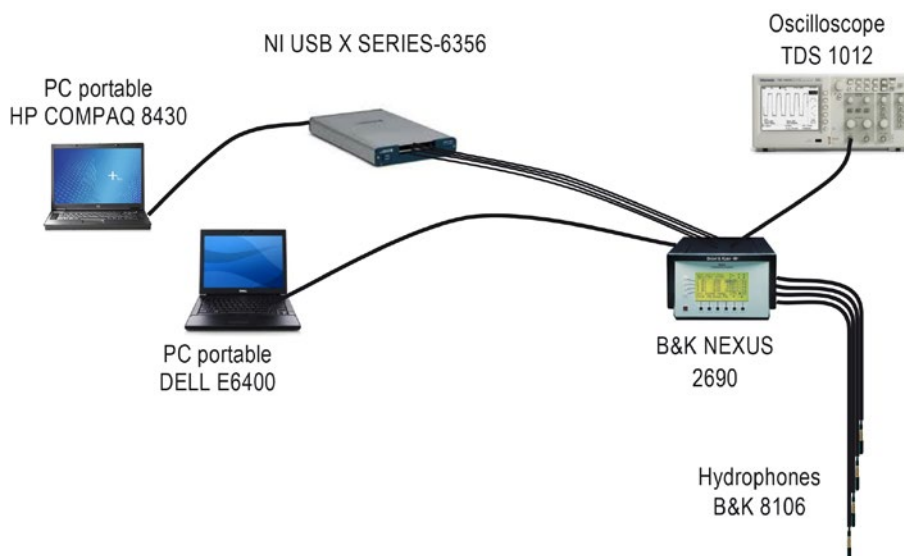 NI USB X SERIES-6356
Oscilloscope
TDS 1012
PC portable
HP COMPAQ 8430
PC portable
DELL E6400
B&K NEXUS
2690
Hydrophones
B&K 8106